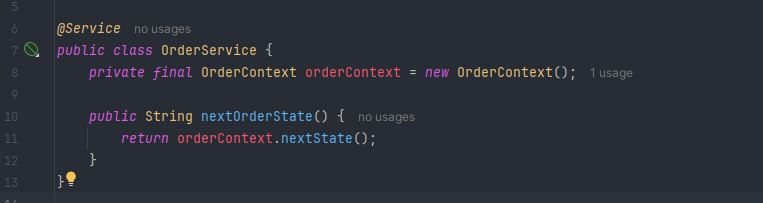 5
6 @Service no usages
7 public class OrderService {
8 private final OrderContext orderContext = new OrderContext(); 1 usage
9
10 public String nextOrderState() { no usages
11 return orderContext.nextState();
12 }
13 }